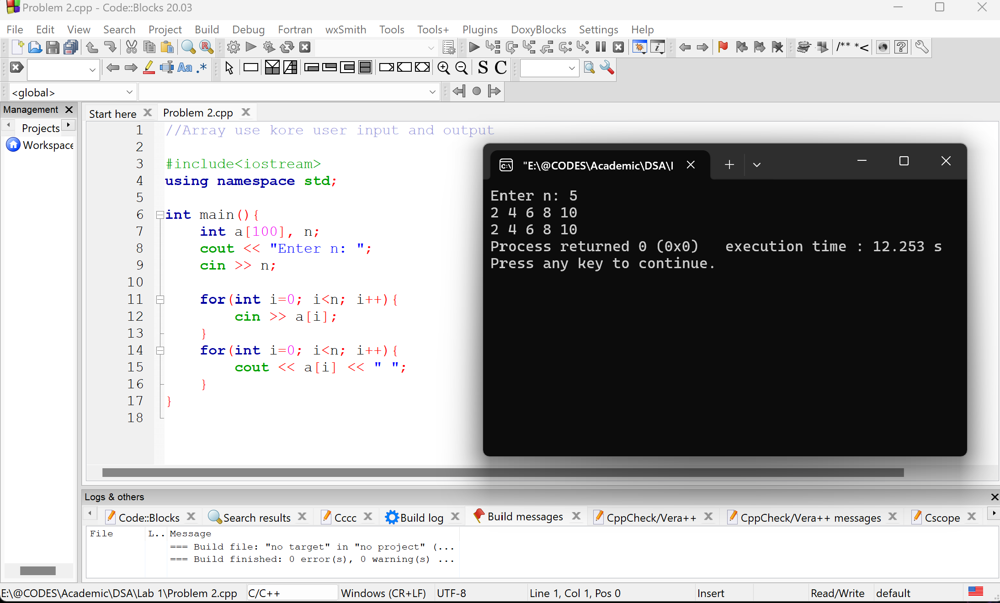 Problem 2.cpp - Code::Blocks 20.03
File Edit View Search Project Build Debug Fortran wxSmith Tools Tools+ Plugins DoxyBlocks Settings Help
/** *<
Aa .* S C
<global>
Management
Projects
Workspace
Start here Problem 2.cpp
1 //Array use kore user input and output
2
3 #include<iostream>
4 using namespace std;
5
6 int main(){
7 int a[100], n;
8 cout << "Enter n: ";
9 cin >> n;
10
11 for(int i=0; i<n; i++){
12 cin >> a[i];
13 }
14 for(int i=0; i<n; i++){
15 cout << a[i] << " ";
16 }
17 }
18
"E:\@CODES\Academic\DSA\l
Enter n: 5
2 4 6 8 10
2 4 6 8 10
Process returned 0 (0x0) execution time : 12.253 s
Press any key to continue.
Logs & others
Code::Blocks Search results Cccc Build log Build messages CppCheck/Vera++ CppCheck/Vera++ messages Cscope
File L.. Message
=== Build file: "no target" in "no project" (...
=== Build finished: 0 error(s), 0 warning(s) ...
E:\@CODES\Academic\DSA\Lab 1\Problem 2.cpp C/C++ Windows (CR+LF) UTF-8 Line 1, Col 1, Pos 0 Insert Read/Write default